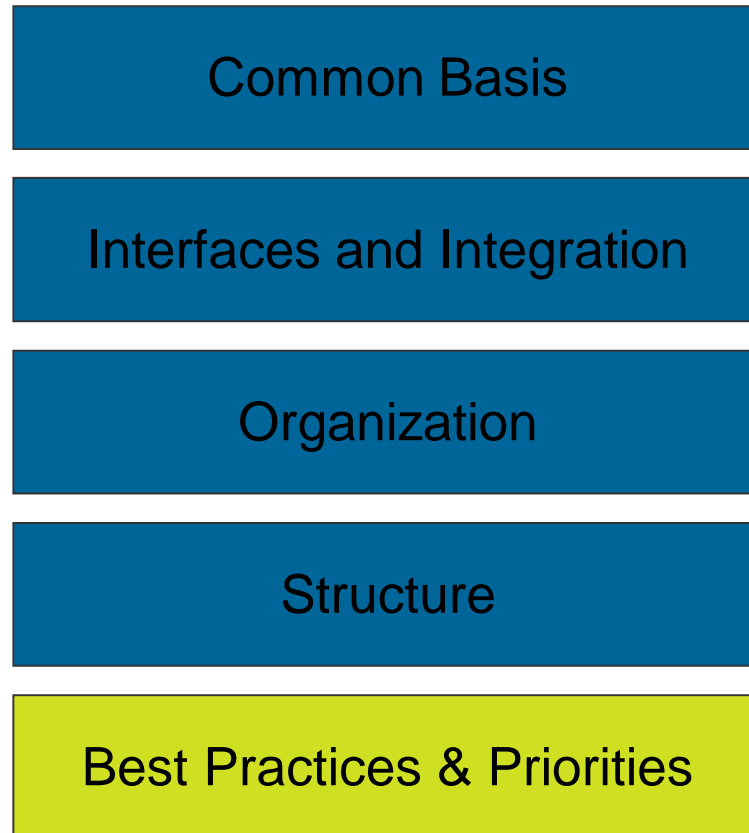 Common Basis
Interfaces and Integration
Organization
Structure
Best Practices & Priorities